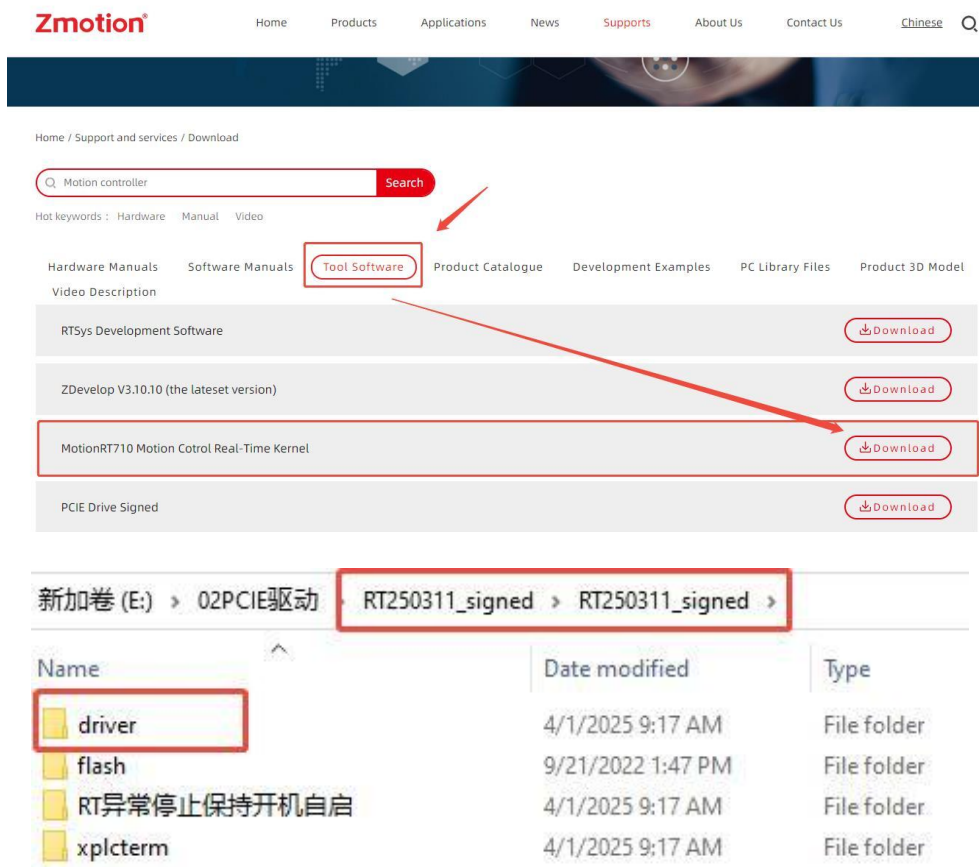 Zmotion®
Home Products Applications News Supports About Us Contact Us Chinese
Home / Support and services / Download
Motion controller Search
Hot keywords : Hardware Manual Video
Hardware Manuals Software Manuals Tool Software Product Catalogue Development Examples PC Library Files Product 3D Model
Video Description
RTSys Development Software Download
ZDevelop V3.10.10 (the lateset version) Download
MotionRT710 Motion Cotrol Real-Time Kernel Download
PCIE Drive Signed Download
新加卷 (E:) › 02PCIE驱动 › RT250311_signed › RT250311_signed ›
Name Date modified Type
driver 4/1/2025 9:17 AM File folder
flash 9/21/2022 1:47 PM File folder
RT异常停止保持开机自启 4/1/2025 9:17 AM File folder
xplcterm 4/1/2025 9:17 AM File folder